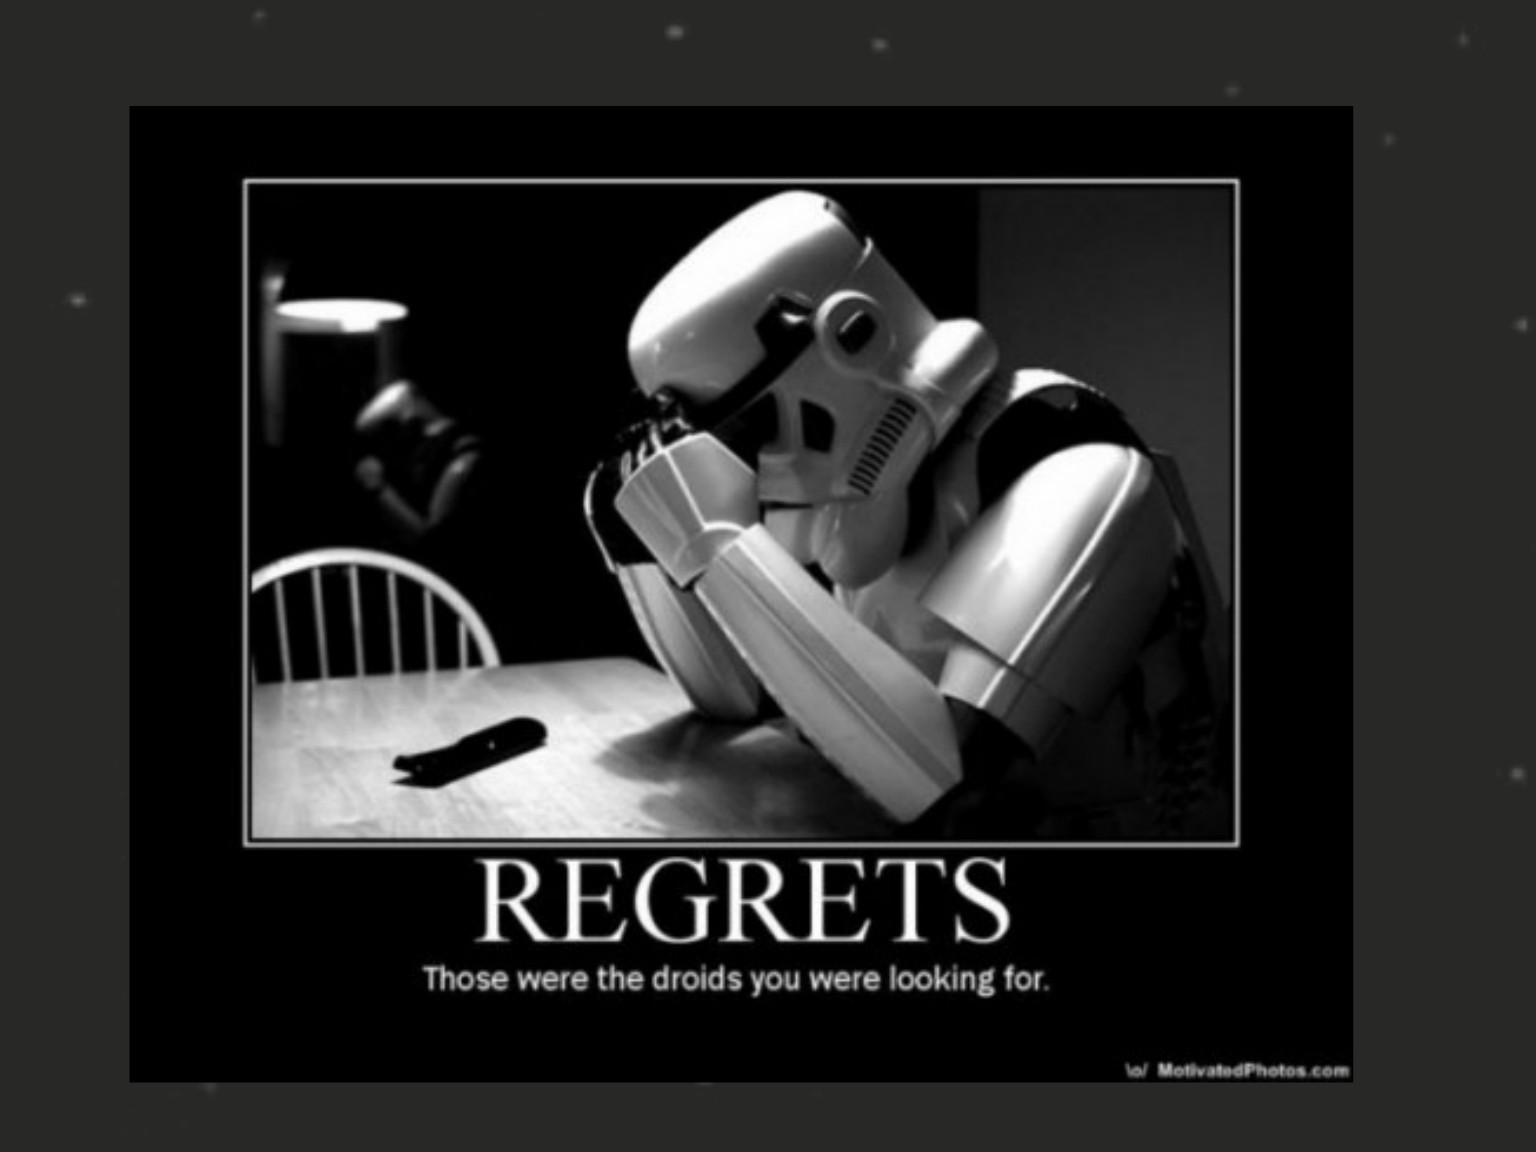 REGRETS
Those were the droids you were looking for.
\o/ MotivatedPhotos.com